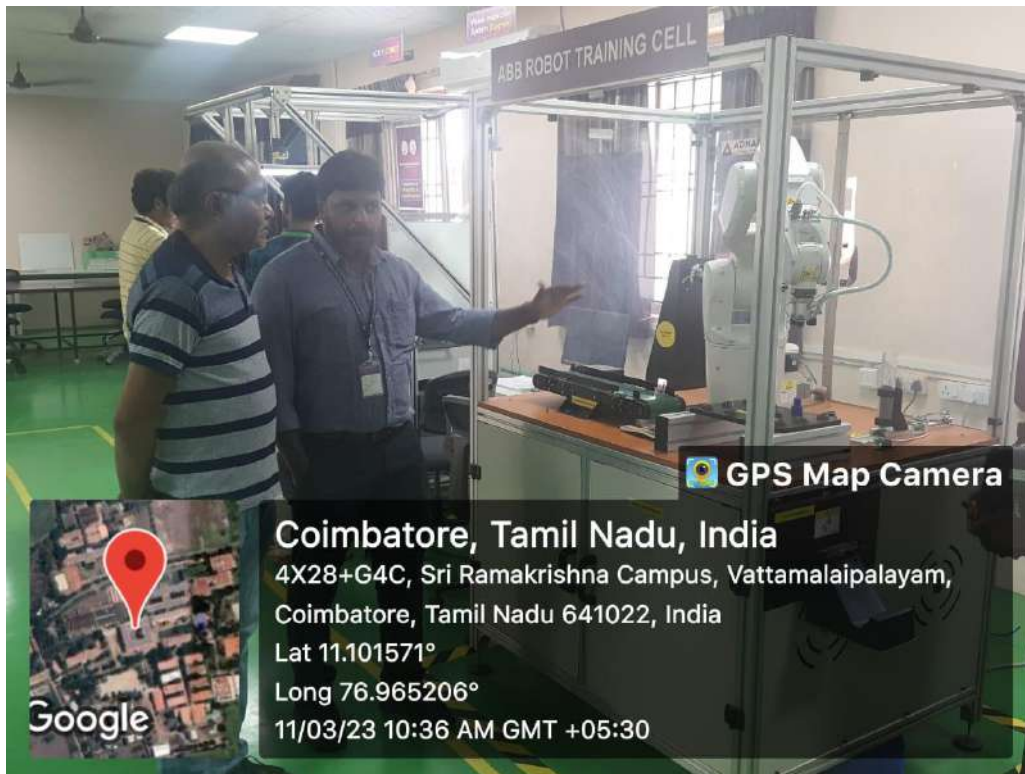 ABB ROBOT TRAINING CELL
GPS Map Camera
Coimbatore, Tamil Nadu, India
4X28+G4C, Sri Ramakrishna Campus, Vattamalaipalayam,
Coimbatore, Tamil Nadu 641022, India
Lat 11.101571°
Long 76.965206°
11/03/23 10:36 AM GMT +05:30
Google